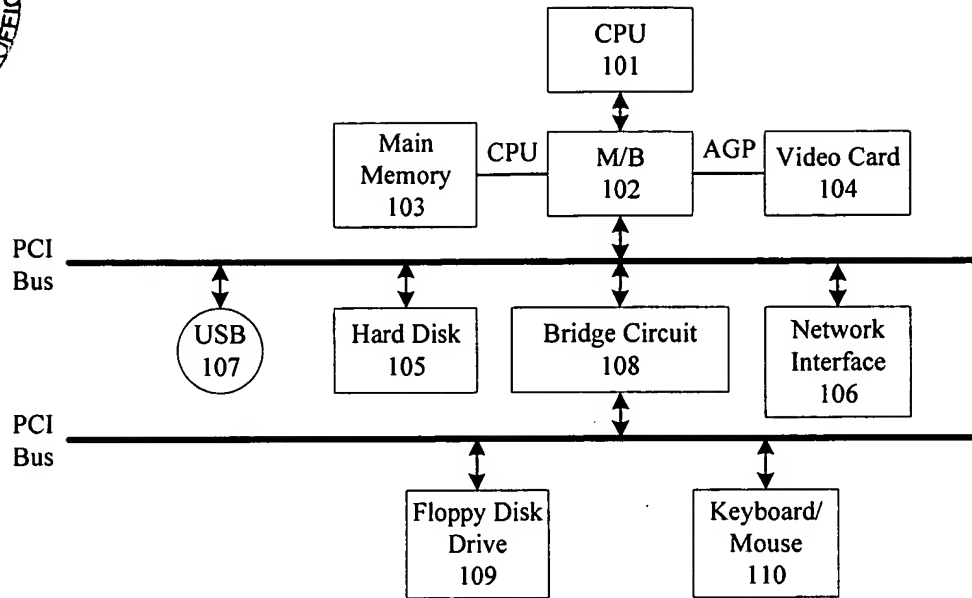 OFFIC
CPU
101
Main
Memory
103
CPU
M/B
102
AGP
Video Card
104
PCI
Bus
USB
107
Hard Disk
105
Bridge Circuit
108
Network
Interface
106
PCI
Bus
Floppy Disk
Drive
109
Keyboard/
Mouse
110